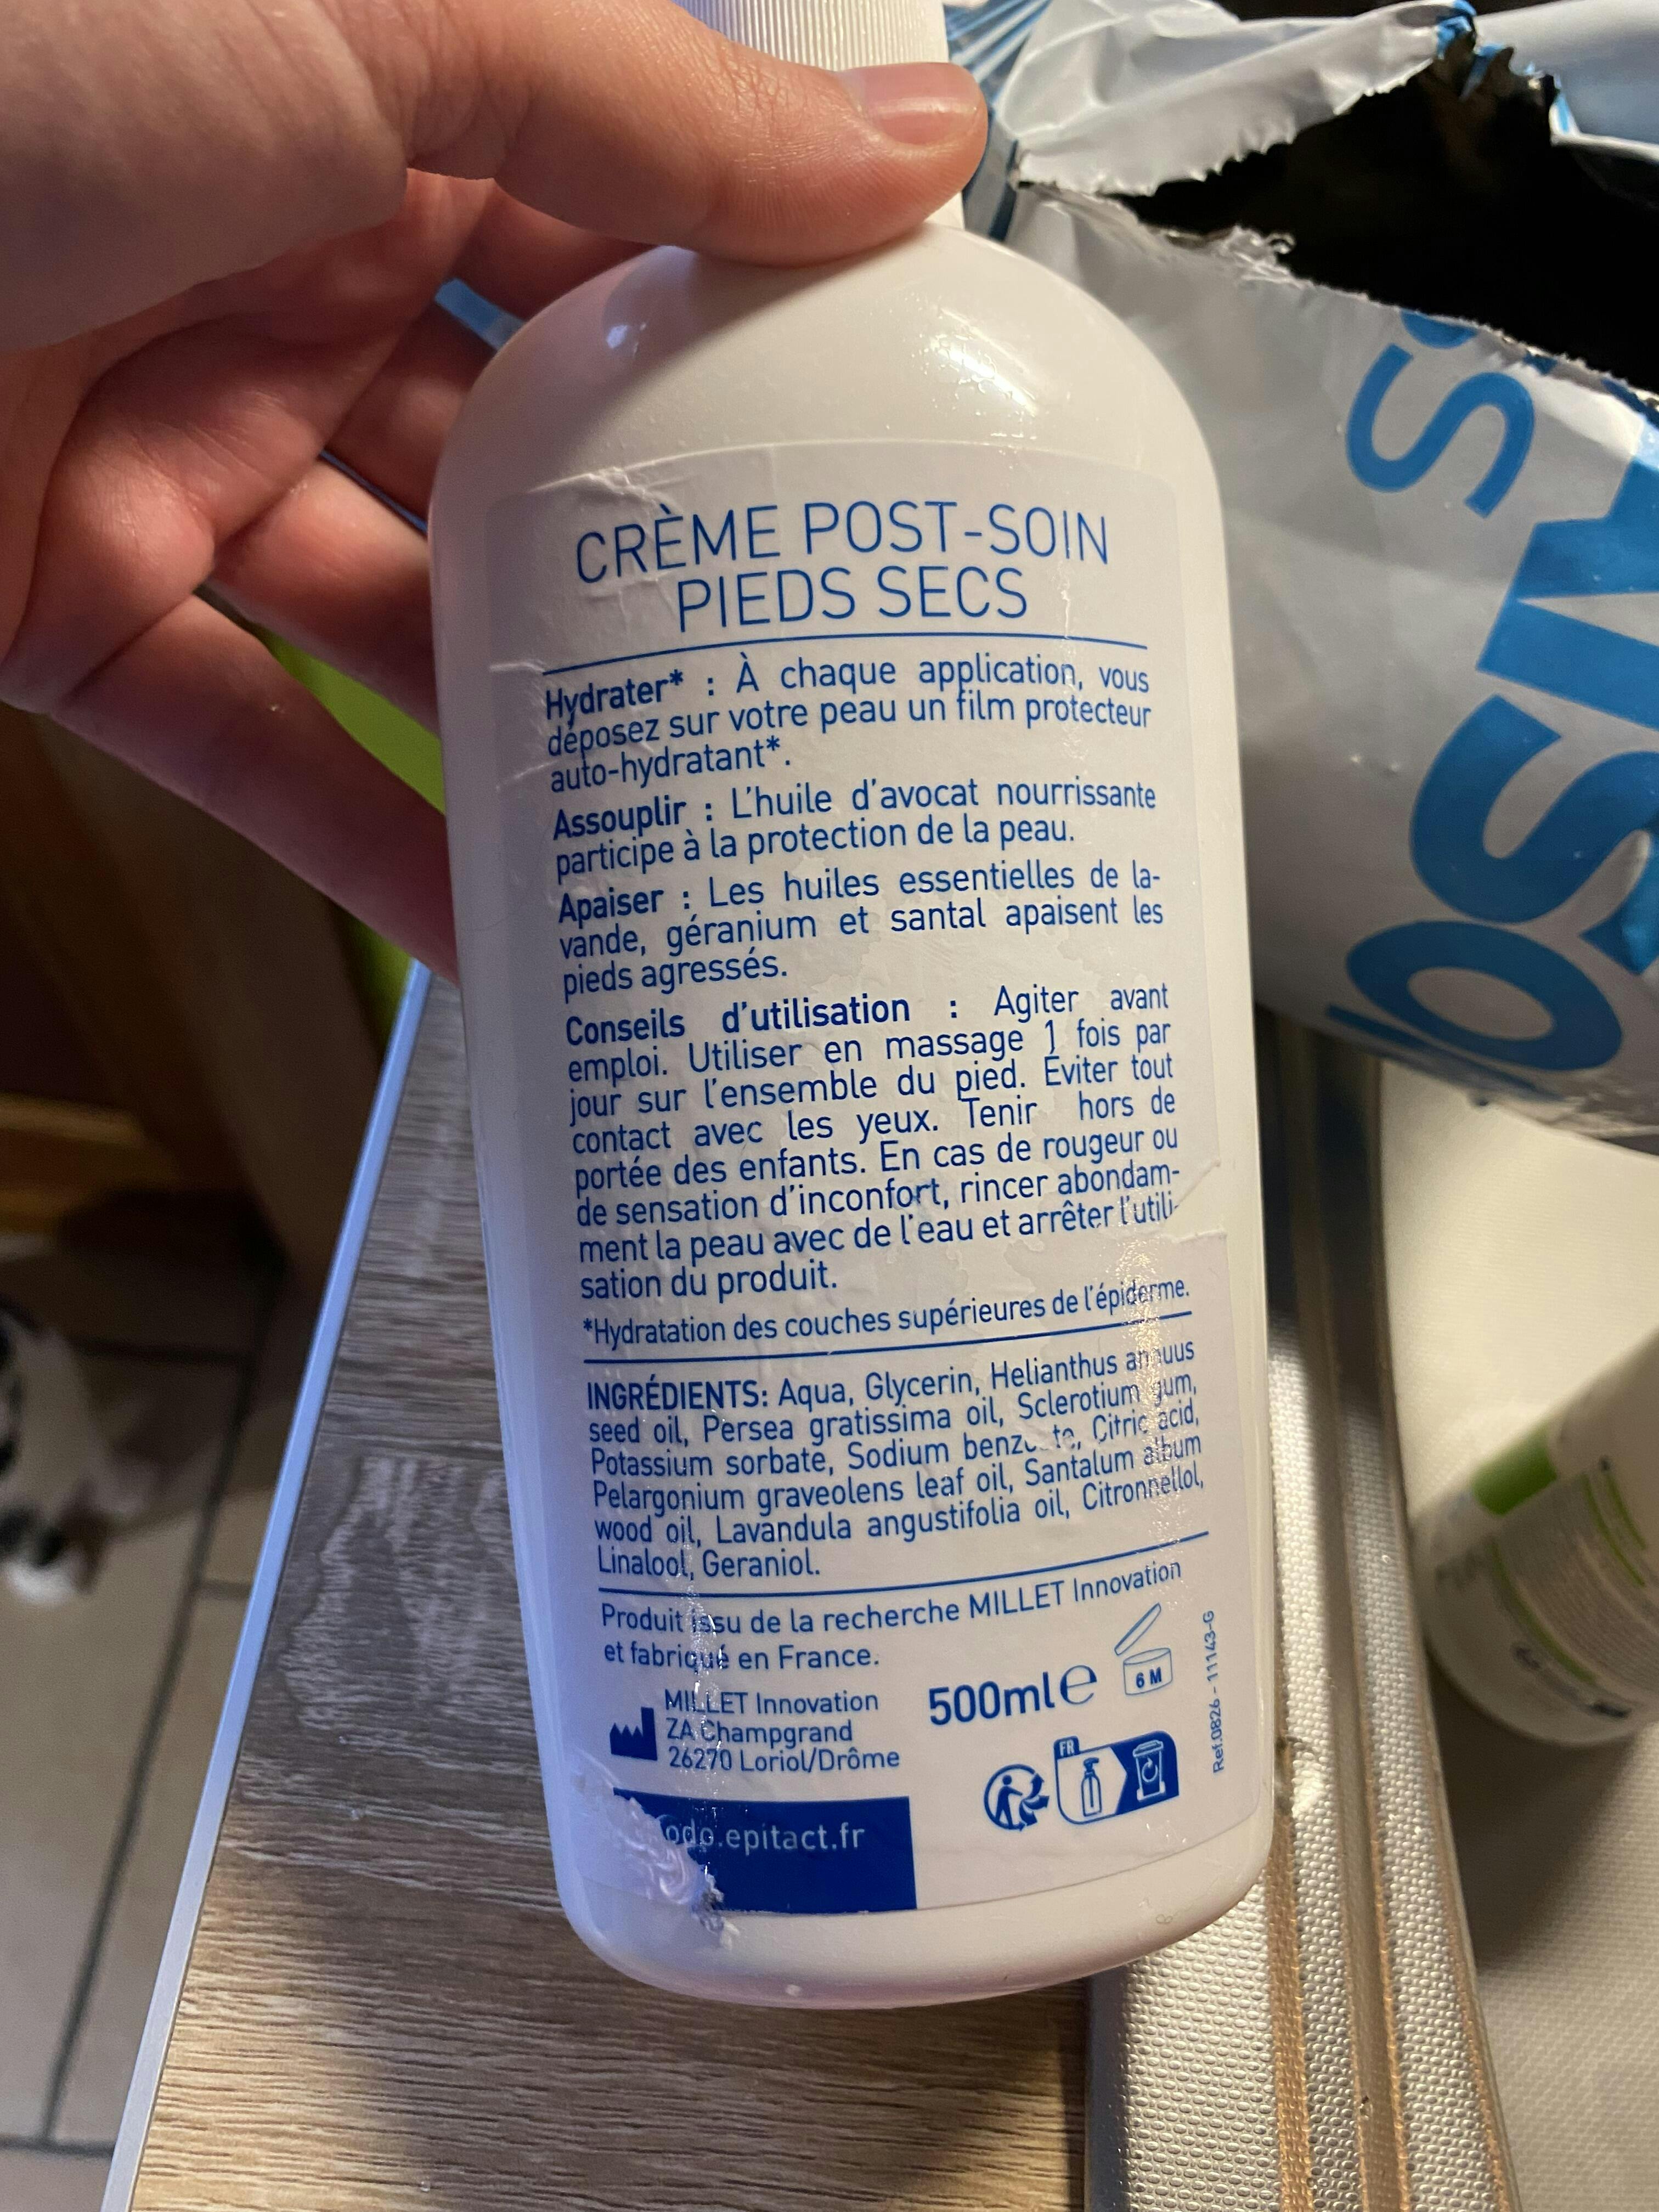 CRÈME POST-SOIN
PIEDS SECS
Hydrater* : À chaque application, vous
déposez sur votre peau un film protecteur
auto-hydratant*.
Assouplir : L'huile d'avocat nourrissante
participe à la protection de la peau.
Apaiser : Les huiles essentielles de la-
vande, géranium et santal apaisent les
pieds agressés.
Conseils d'utilisation : Agiter avant
emploi. Utiliser en massage 1 fois par
jour sur l'ensemble du pied. Éviter tout
contact avec les yeux. Tenir hors de
portée des enfants. En cas de rougeur ou
de sensation d'inconfort, rincer abondam-
ment la peau avec de l'eau et arrêter l'utili-
sation du produit.
*Hydratation des couches supérieures de l'épiderme.
INGRÉDIENTS: Aqua, Glycerin, Helianthus annuus
seed oil, Persea gratissima oil, Sclerotium gum,
Potassium sorbate, Sodium benzoate, Citric acid,
Pelargonium graveolens leaf oil, Santalum album
wood oil, Lavandula angustifolia oil, Citronnellol,
Linalool, Geraniol.
Produit issu de la recherche MILLET Innovation
et fabriqué en France.
MILLET Innovation
ZA Champgrand
26270 Loriol/Drôme
500ml e
6 M
FR
Ref.0826 - 11143-G
odo.epitact.fr